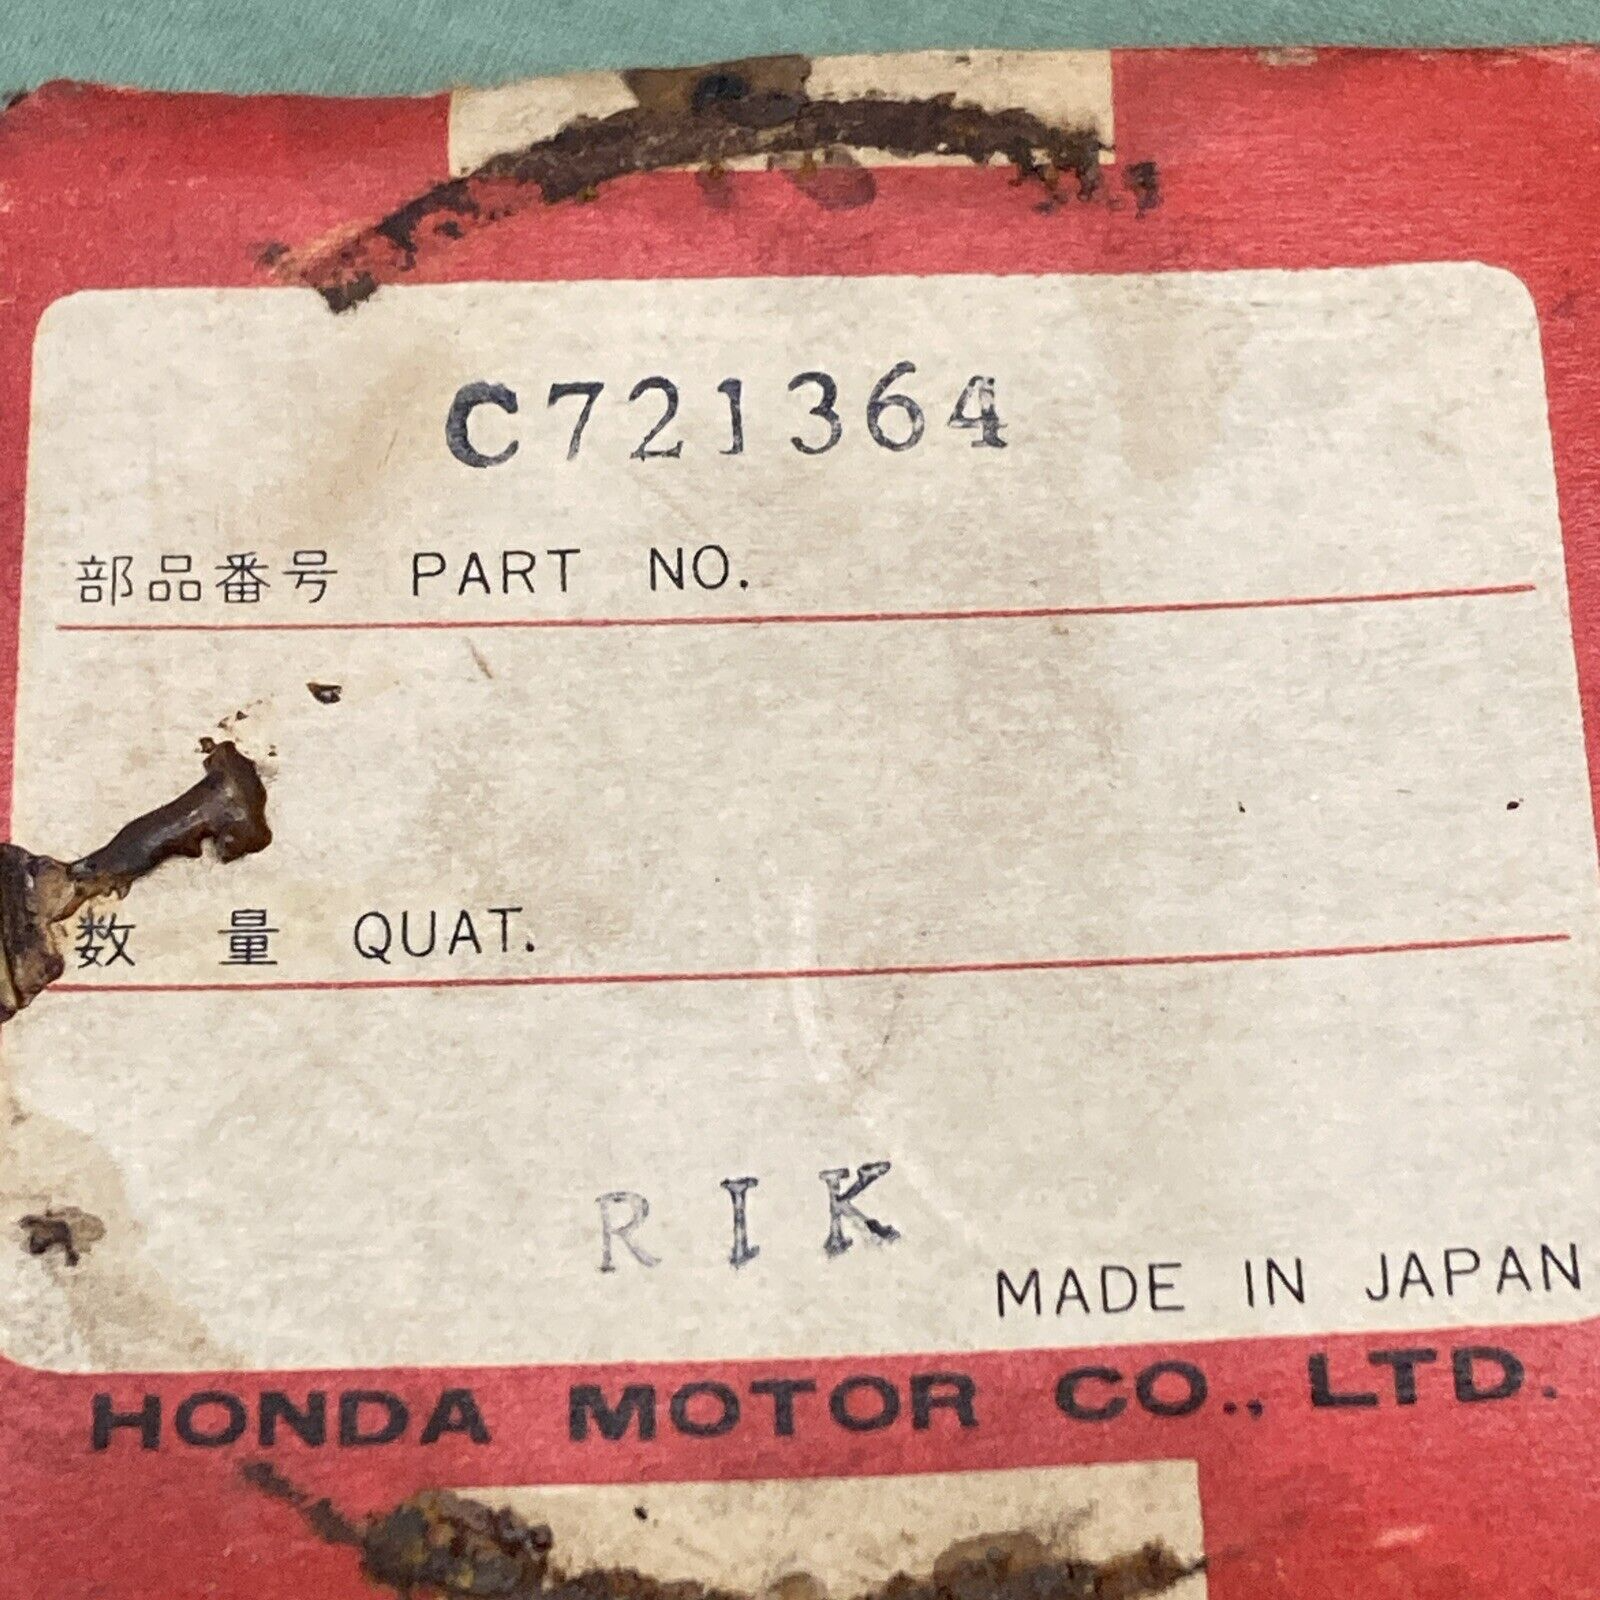 C721364
部品番号 PART NO.
数 量 QUAT.
RIK
MADE IN JAPAN
HONDA MOTOR CO., LTD.